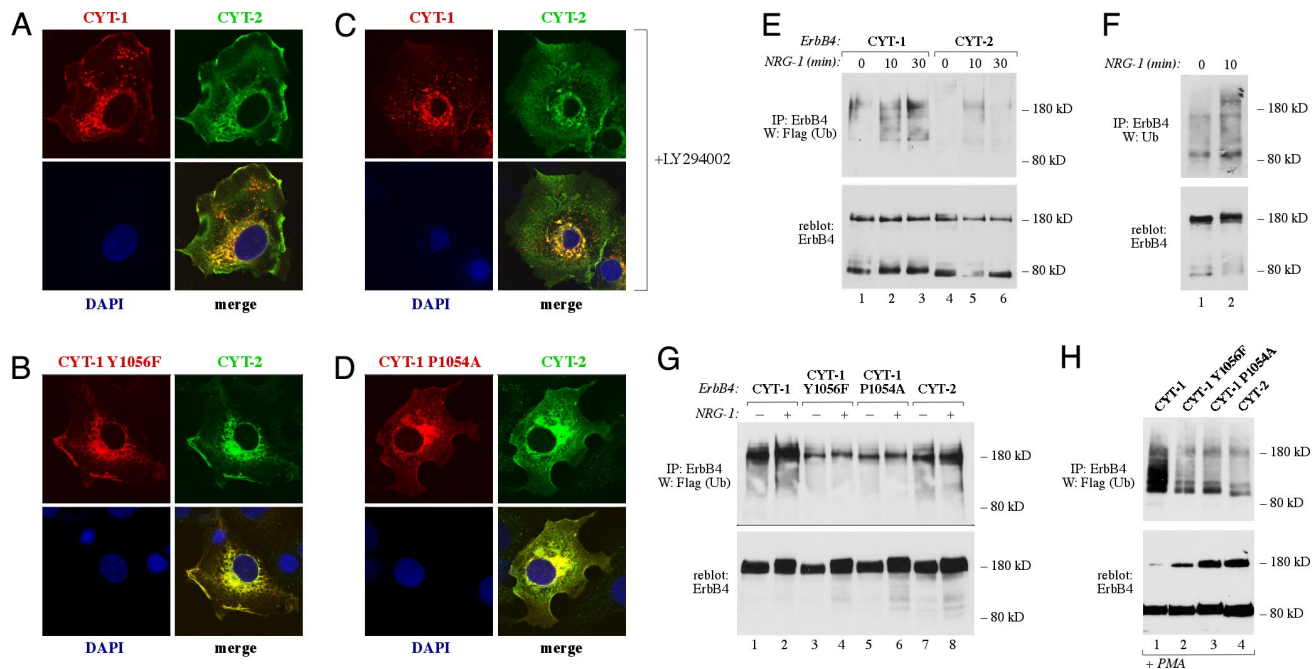 A
CYT-1
CYT-2
DAPI
merge
C
CYT-1
CYT-2
+LY294002
DAPI
merge
B
CYT-1 Y1056F
CYT-2
DAPI
merge
D
CYT-1 P1054A
CYT-2
DAPI
merge
E
ErbB4: CYT-1 CYT-2
NRG-1 (min): 0 10 30 0 10 30
IP: ErbB4
W: Flag (Ub)
– 180 kD
– 80 kD
reblot:
ErbB4
– 180 kD
– 80 kD
1 2 3 4 5 6
F
NRG-1 (min): 0 10
IP: ErbB4
W: Ub
– 180 kD
– 80 kD
reblot:
ErbB4
– 180 kD
– 80 kD
1 2
G
ErbB4: CYT-1 CYT-1 Y1056F CYT-1 P1054A CYT-2
NRG-1: – + – + – + – +
IP: ErbB4
W: Flag (Ub)
– 180 kD
– 80 kD
reblot:
ErbB4
– 180 kD
– 80 kD
1 2 3 4 5 6 7 8
H
CYT-1
CYT-1 Y1056F
CYT-1 P1054A
CYT-2
IP: ErbB4
W: Flag (Ub)
– 180 kD
– 80 kD
reblot:
ErbB4
– 180 kD
– 80 kD
1 2 3 4
+ PMA